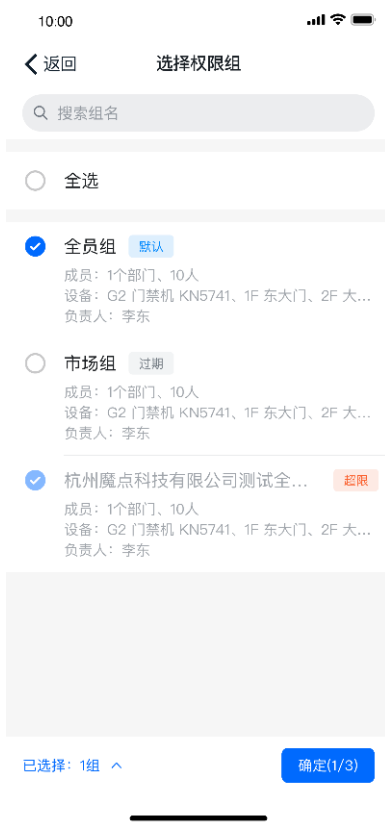 10:00
返回
选择权限组
搜索组名
全选
全员组 默认
成员：1个部门、10人
设备：G2 门禁机 KN5741、1F 东大门、2F 大...
负责人：李东
市场组 过期
成员：1个部门、10人
设备：G2 门禁机 KN5741、1F 东大门、2F 大...
负责人：李东
杭州魔点科技有限公司测试全... 超限
成员：1个部门、10人
设备：G2 门禁机 KN5741、1F 东大门、2F 大...
负责人：李东
已选择：1组 确定(1/3)